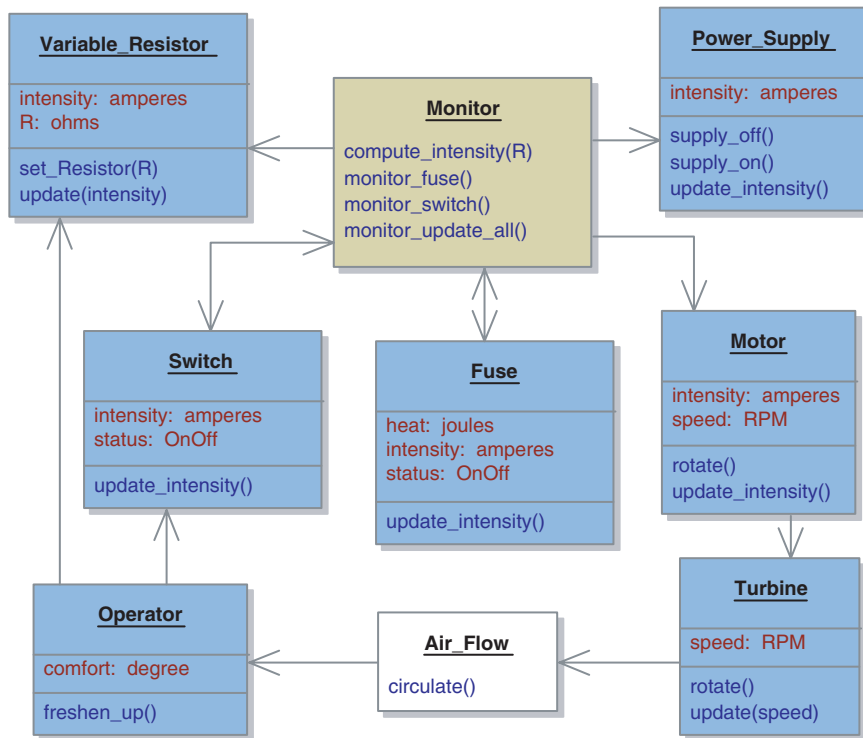 Variable_Resistor
intensity: amperes
R: ohms
set_Resistor(R)
update(intensity)
Monitor
compute_intensity(R)
monitor_fuse()
monitor_switch()
monitor_update_all()
Power_Supply
intensity: amperes
supply_off()
supply_on()
update_intensity()
Switch
intensity: amperes
status: OnOff
update_intensity()
Fuse
heat: joules
intensity: amperes
status: OnOff
update_intensity()
Motor
intensity: amperes
speed: RPM
rotate()
update_intensity()
Operator
comfort: degree
freshen_up()
Air_Flow
circulate()
Turbine
speed: RPM
rotate()
update(speed)